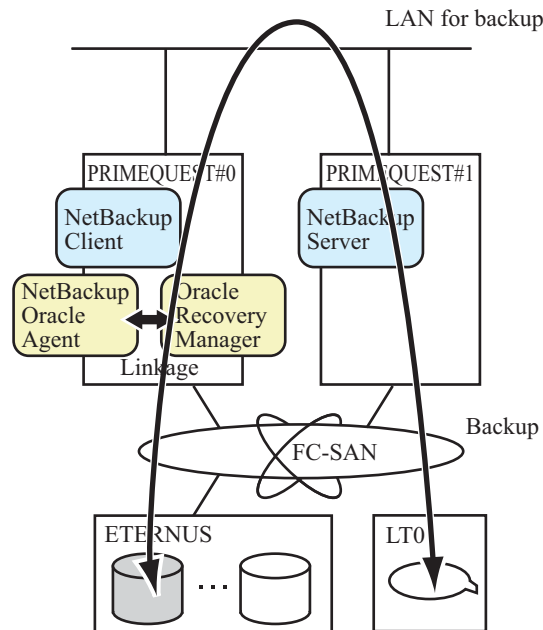 LAN for backup
PRIMEQUEST#0
PRIMEQUEST#1
NetBackup
Client
NetBackup
Server
NetBackup
Oracle
Agent
Oracle
Recovery
Manager
Linkage
Backup
FC-SAN
ETERNUS
LT0
...